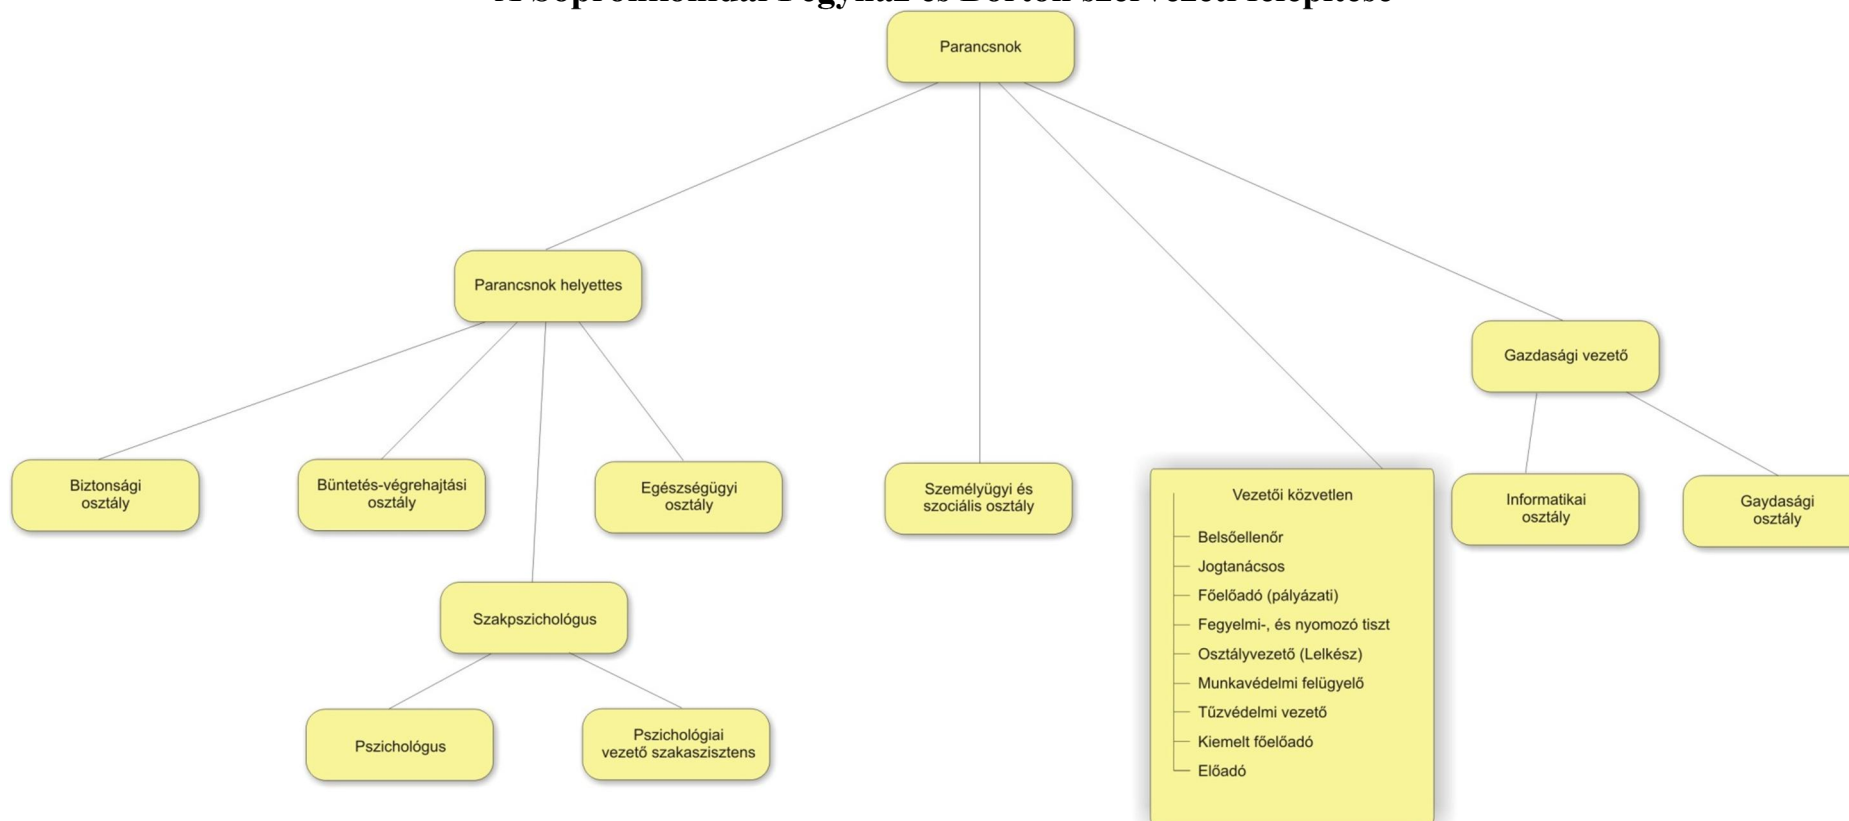 Parancsnok
Parancsnok helyettes
Gazdasági vezető
Biztonsági
osztály
Büntetés-végrehajtási
osztály
Egészségügyi
osztály
Személyügyi és
szociális osztály
Vezetői közvetlen
Belsőellenőr
Jogtanácsos
Főelőadó (pályázati)
Fegyelmi-, és nyomozó tiszt
Osztályvezető (Lelkész)
Munkavédelmi felügyelő
Tűzvédelmi vezető
Kiemelt főelőadó
Előadó
Informatikai
osztály
Gaydasági
osztály
Szakpszichológus
Pszichológus
Pszichológiai
vezető szakaszisztens